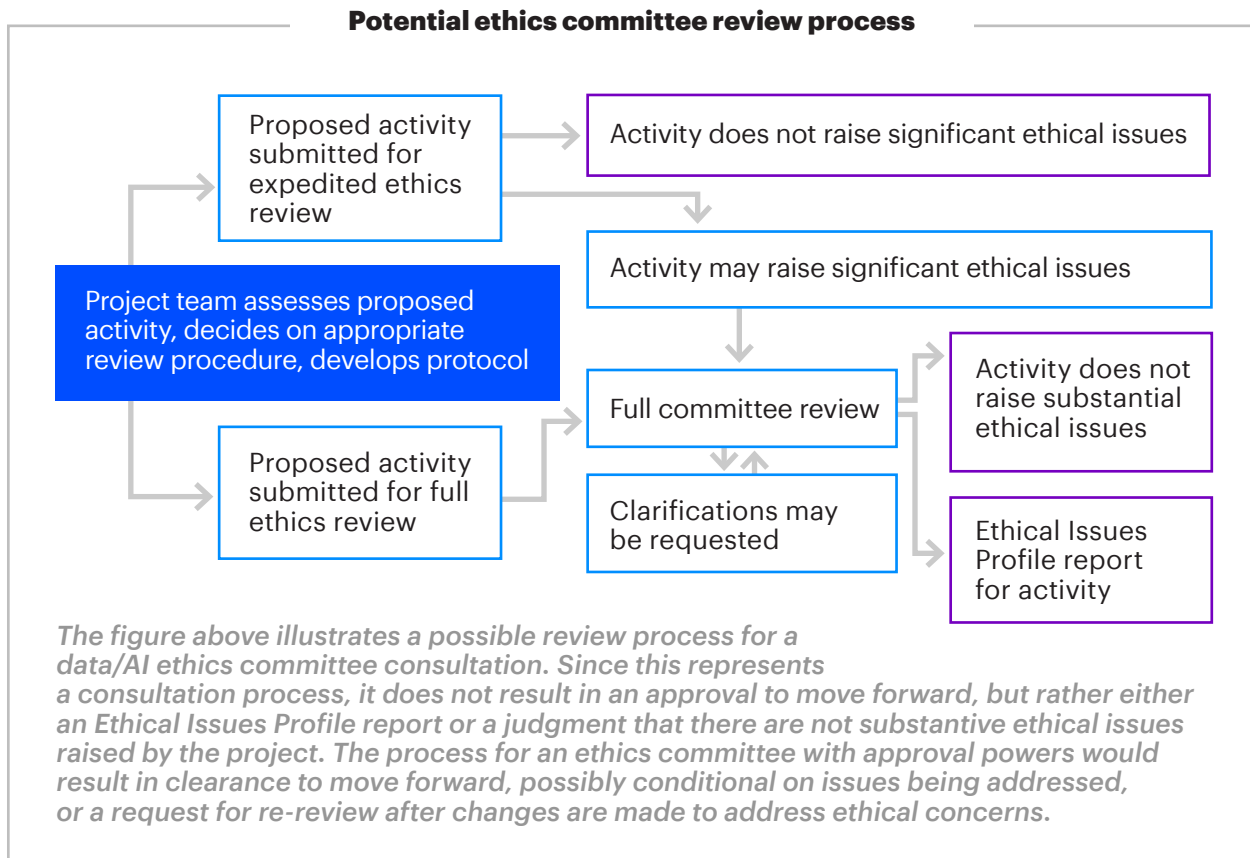 Potential ethics committee review process
Proposed activity
submitted for
expedited ethics
review
Activity does not raise significant ethical issues
Activity may raise significant ethical issues
Project team assesses proposed
activity, decides on appropriate
review procedure, develops protocol
Full committee review
Activity does not
raise substantial
ethical issues
Proposed activity
submitted for full
ethics review
Clarifications may
be requested
Ethical Issues
Profile report
for activity
The figure above illustrates a possible review process for a
data/AI ethics committee consultation. Since this represents
a consultation process, it does not result in an approval to move forward, but rather either
an Ethical Issues Profile report or a judgment that there are not substantive ethical issues
raised by the project. The process for an ethics committee with approval powers would
result in clearance to move forward, possibly conditional on issues being addressed,
or a request for re-review after changes are made to address ethical concerns.